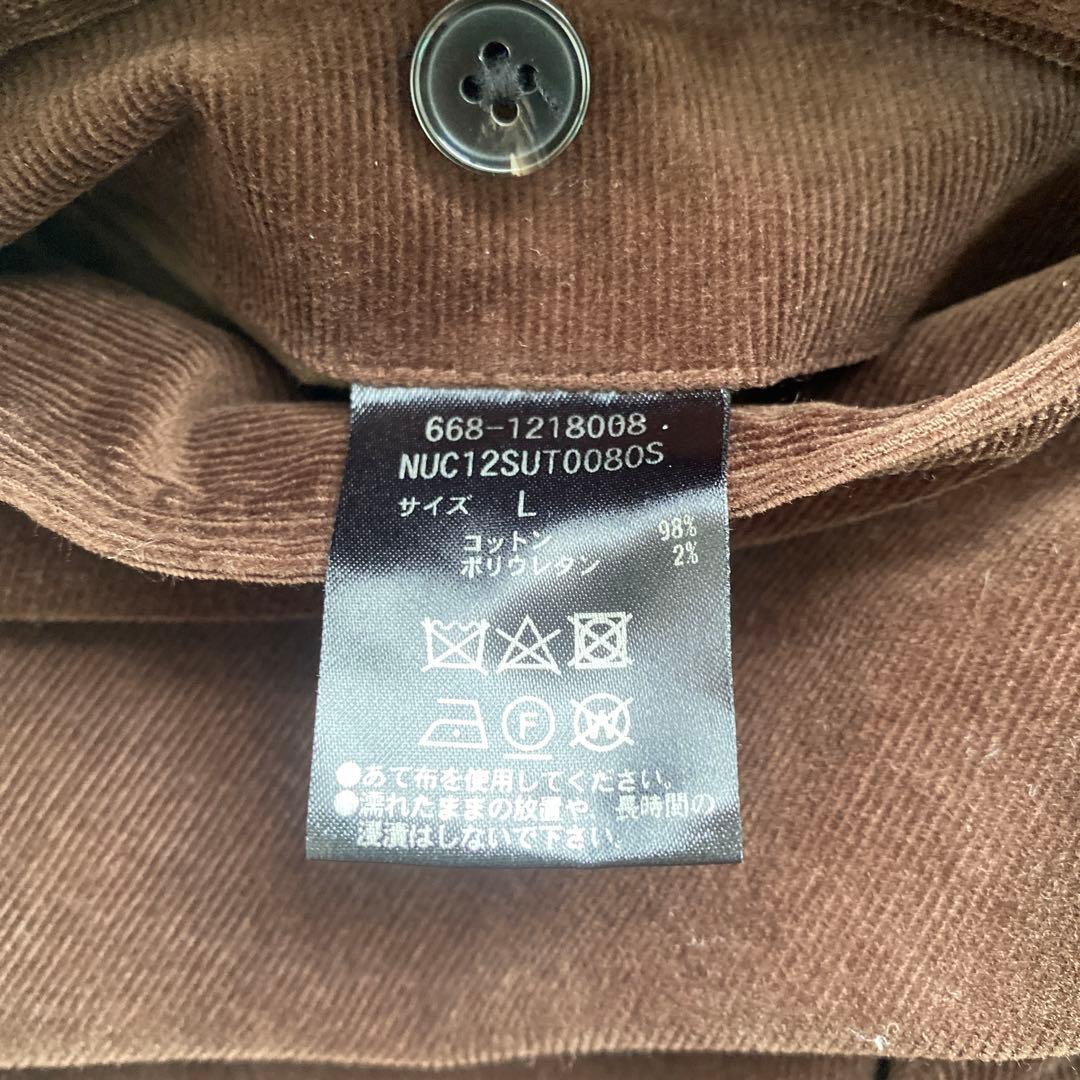 668-1218008
NUC12SUT0080S
サイズ L
コットン 98%
ポリウレタン 2%
F
W
●あて布を使用してください.
●濡れたままの放置や 長時間の
浸漬はしないで下さい.